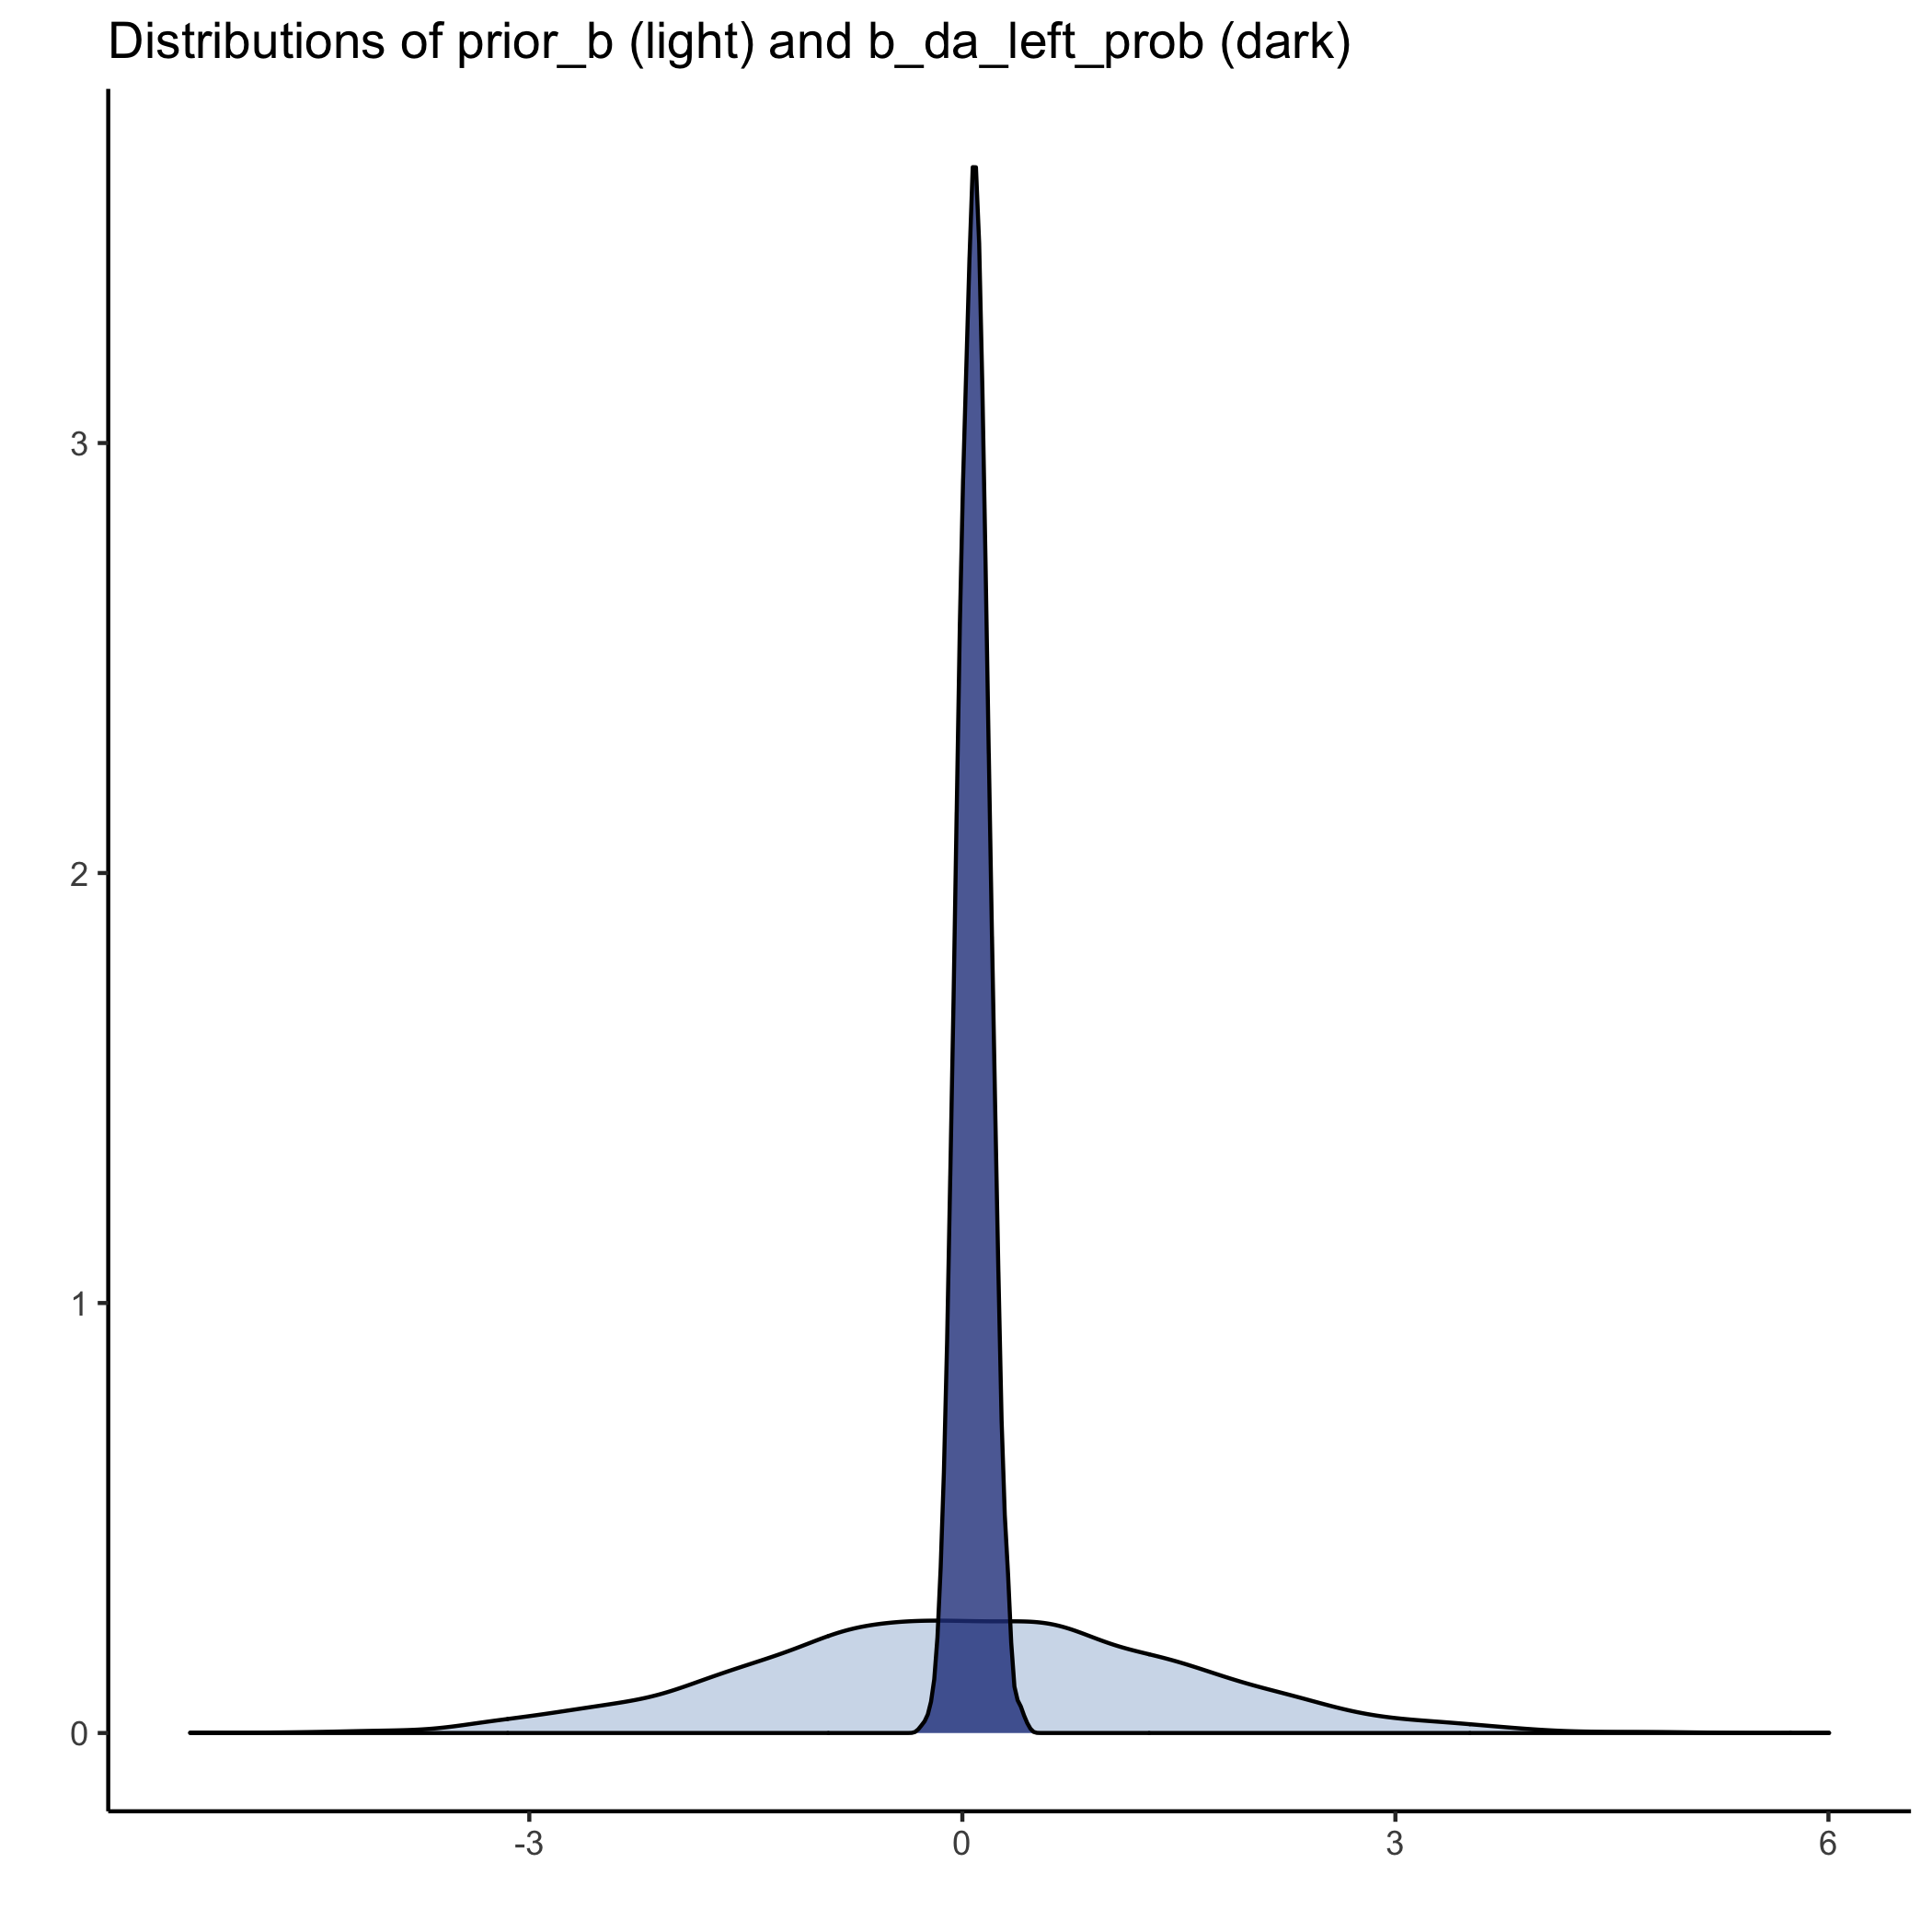 Distributions of prior_b (light) and b_da_left_prob (dark)
3
2
1
0
-3 0 3 6